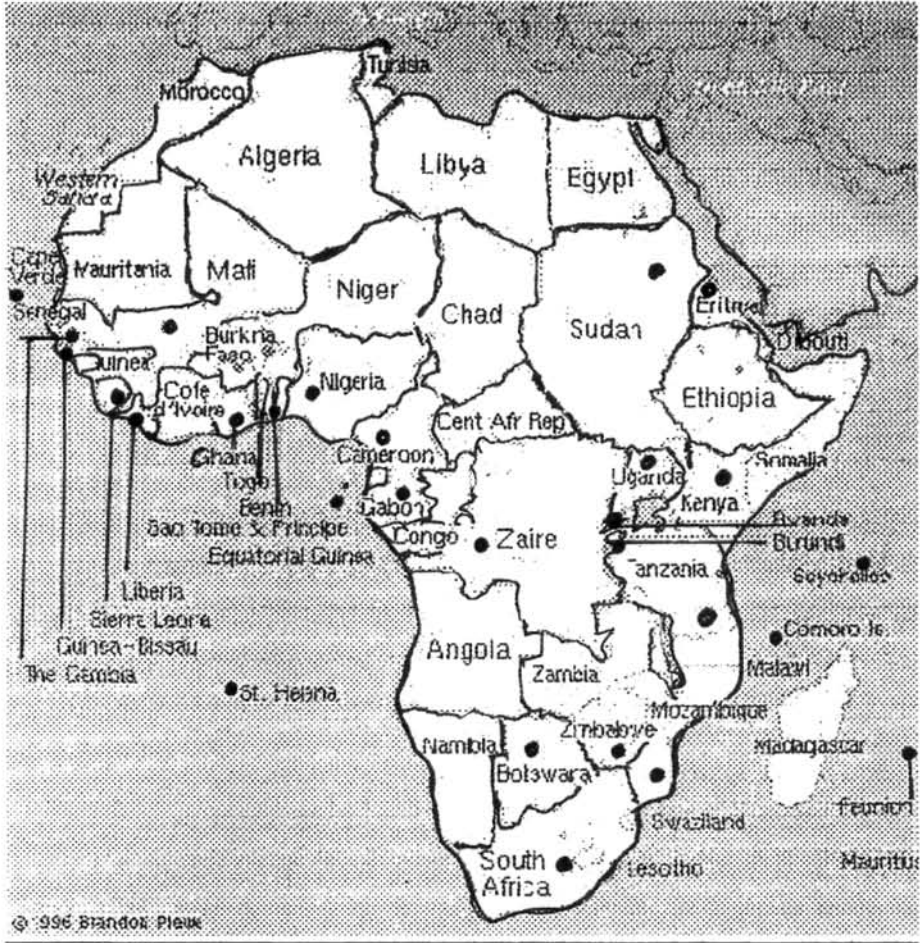 Tunisia
Morocco
Algeria
Libya
Egypt
Western
Sahara
Cape
Verde
Mauritania
Mali
Niger
Chad
Sudan
Eritrea
Senegal
Burkina
Faso
Djibouti
Guinea
Nigeria
Cote
d'Ivoire
Ethiopia
Cent Afr Rep
Ghana
Cameroon
Somalia
Togo
Uganda
Benin
Gabon
Kenya
Sao Tome & Principe
Congo
Zaire
Rwanda
Equatorial Guinea
Burundi
Tanzania
Seychelles
Liberia
Sierra Leone
Guinea-Bissau
The Gambia
Comoro Is.
Angola
Malawi
Zambia
St. Helena
Mozambique
Zimbabwe
Namibia
Madagascar
Botswara
Reunion
Swaziland
South
Africa
Lesotho
Mauritius
© 996 Brandon